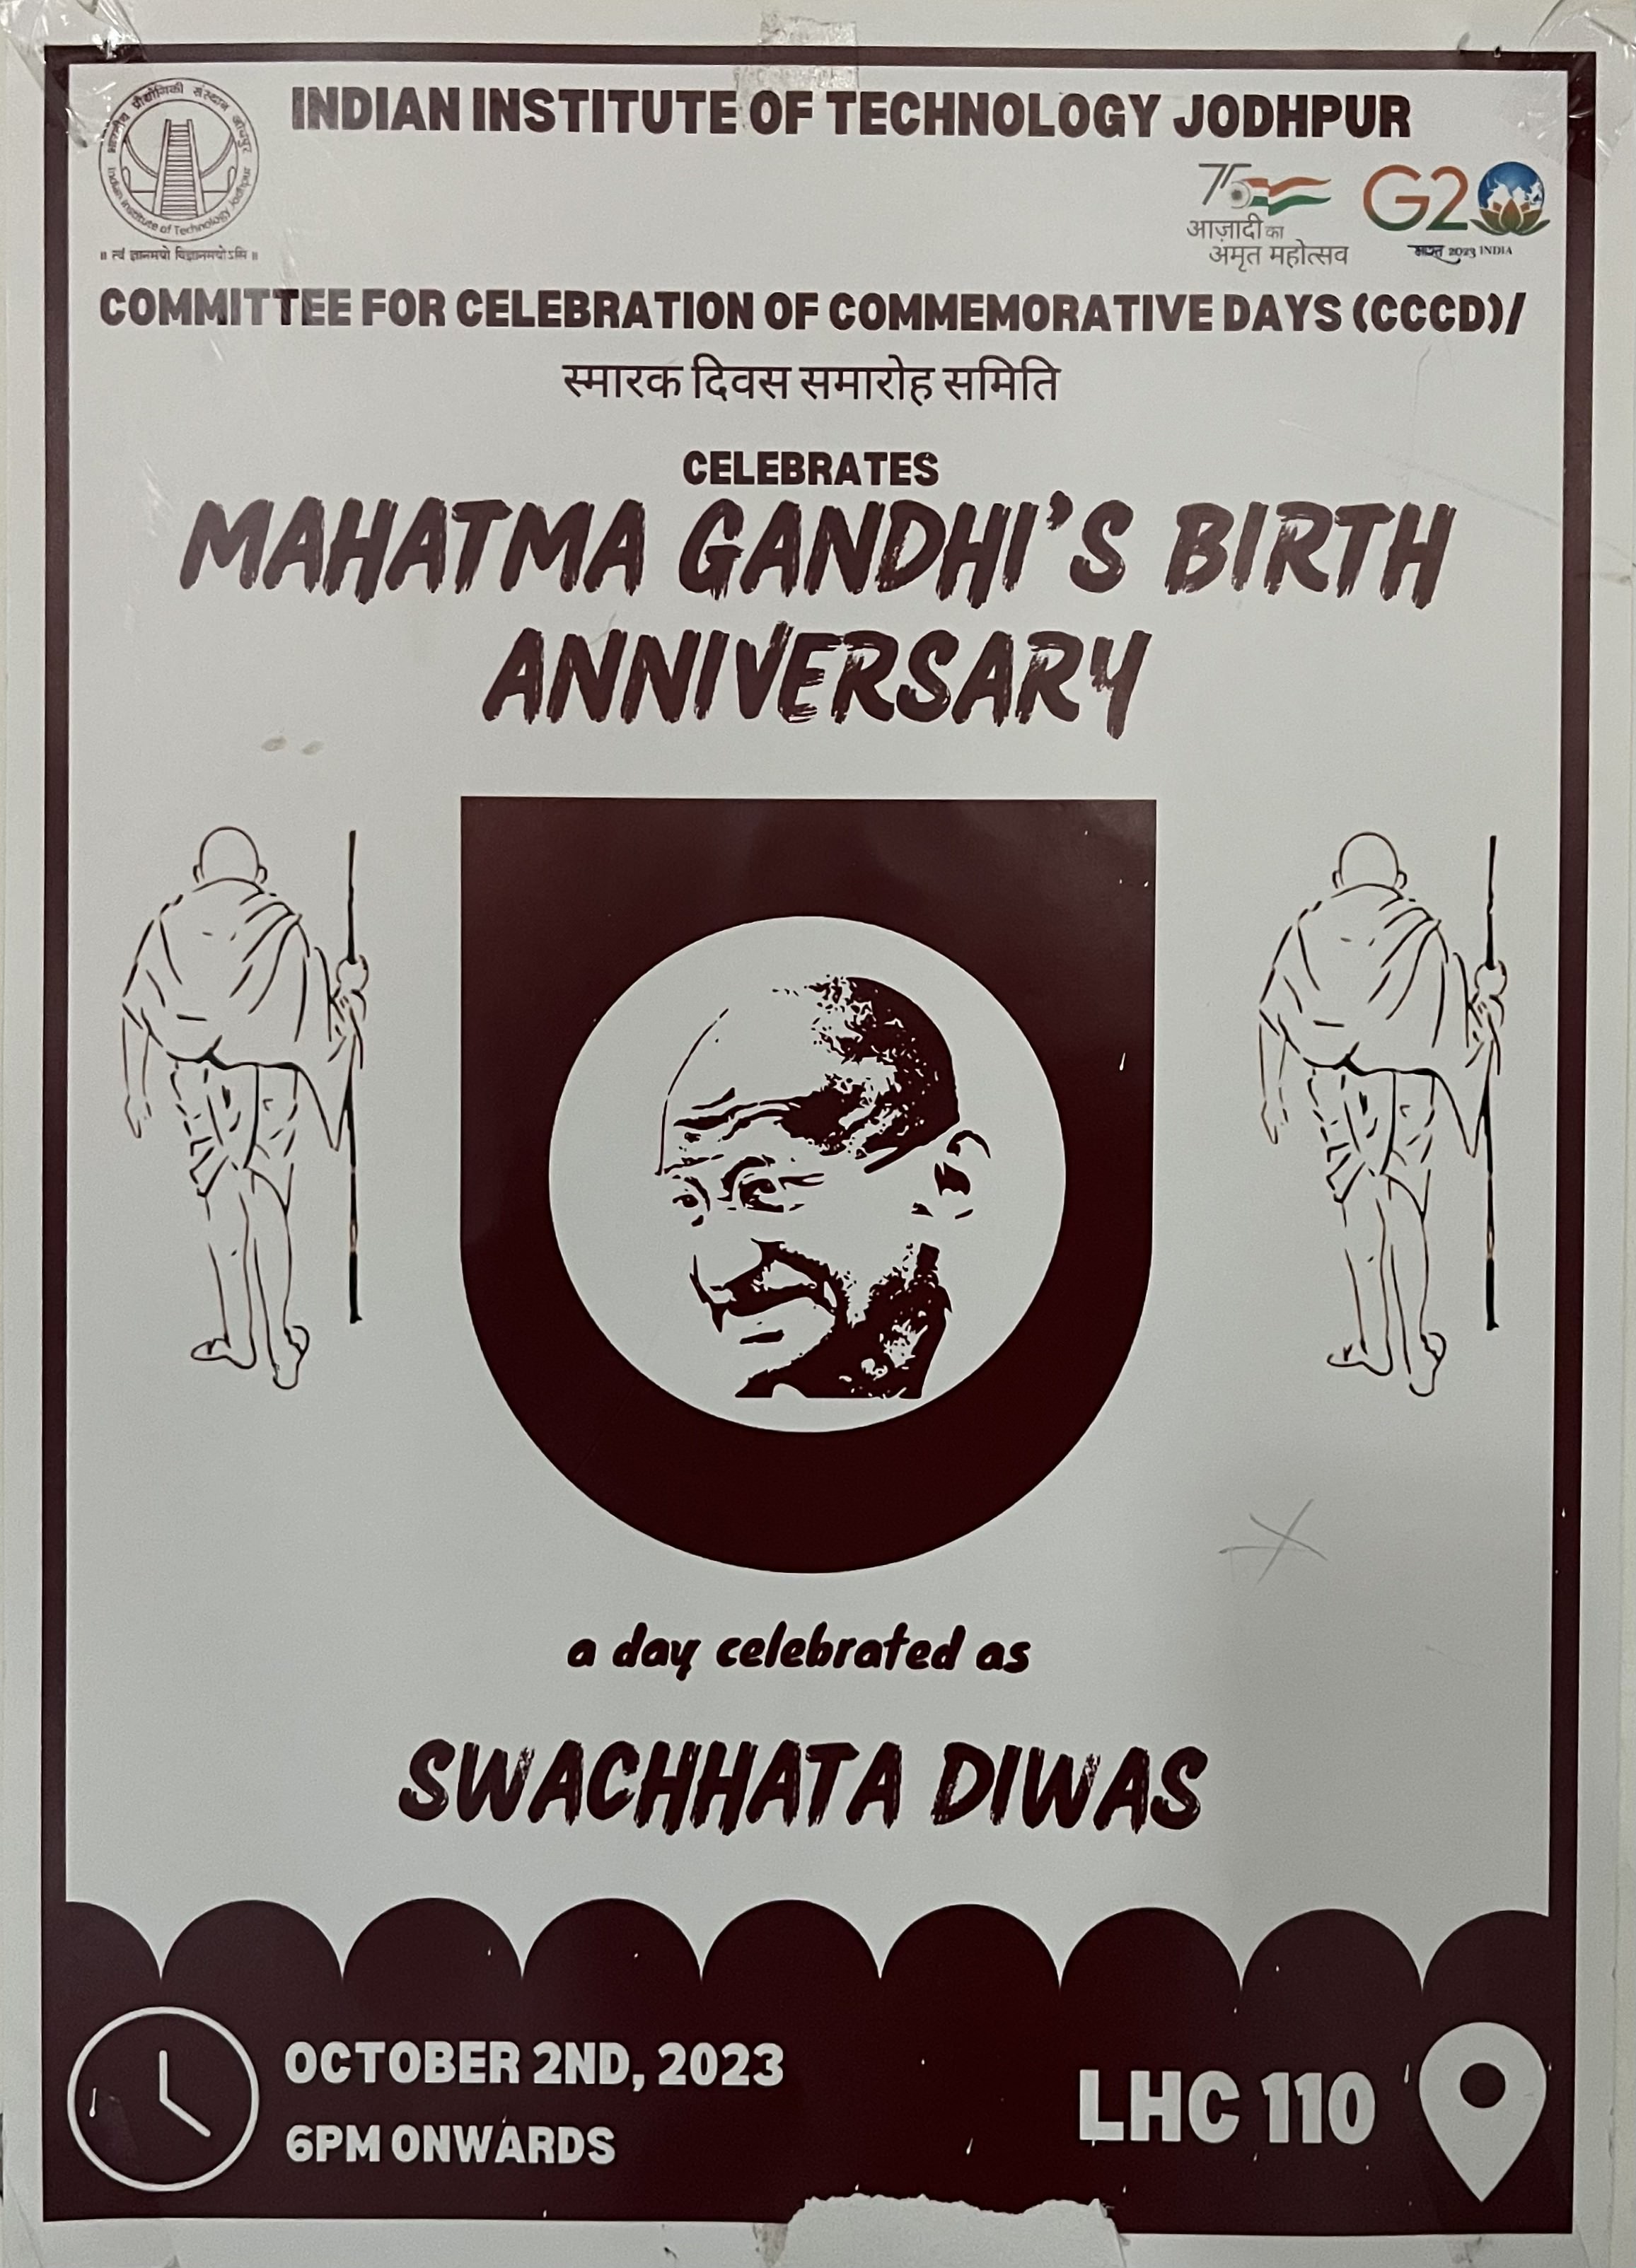 INDIAN INSTITUTE OF TECHNOLOGY JODHPUR
भारतीय प्रौद्योगिकी संस्थान जोधपुर
Indian Institute of Technology Jodhpur
॥ त्वं ज्ञानमयो विज्ञानमयोऽसि ॥
75
आज़ादी का
अमृत महोत्सव
G20
भारत 2023 INDIA
COMMITTEE FOR CELEBRATION OF COMMEMORATIVE DAYS (CCCD)/
स्मारक दिवस समारोह समिति
CELEBRATES
MAHATMA GANDHI'S BIRTH
ANNIVERSARY
a day celebrated as
SWACHHATA DIWAS
OCTOBER 2ND, 2023
6PM ONWARDS
LHC 110